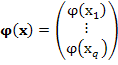 φ(x) = (φ(x₁)
⋮
φ(x_q))